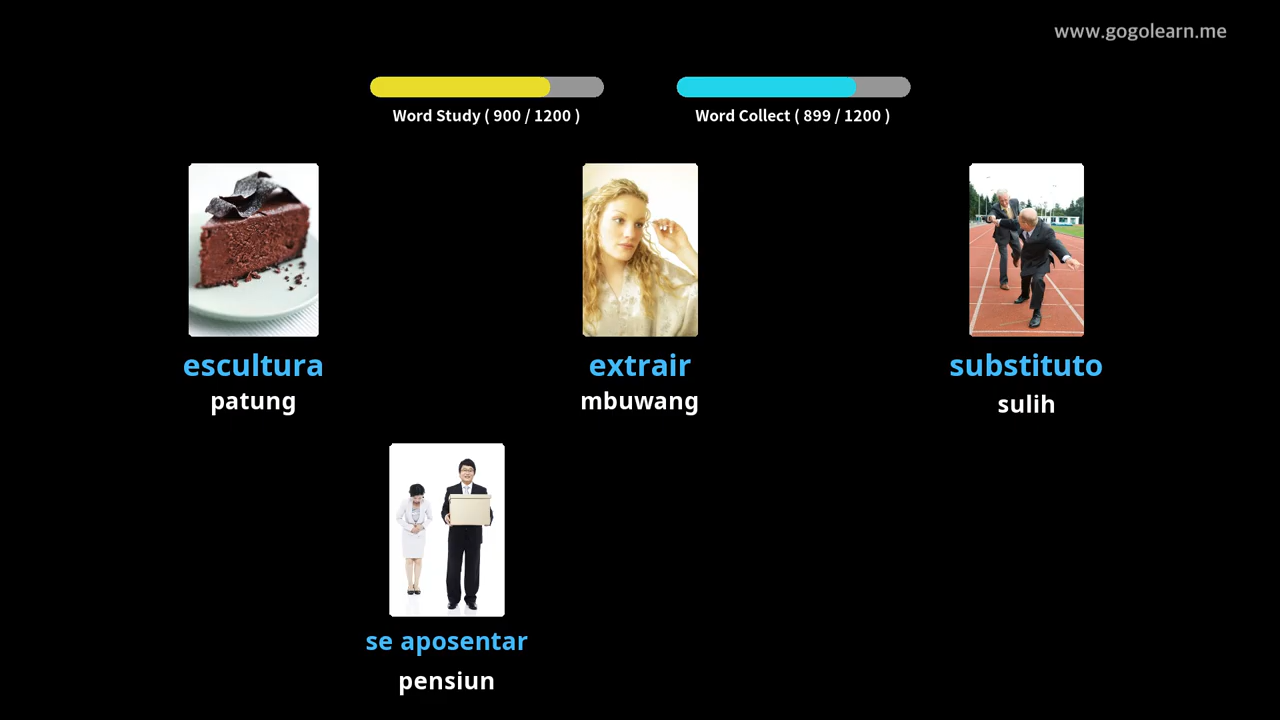 www.gogolearn.me
Word Study ( 900 / 1200 )
Word Collect ( 899 / 1200 )
escultura
patung
extrair
mbuwang
substituto
sulih
se aposentar
pensiun